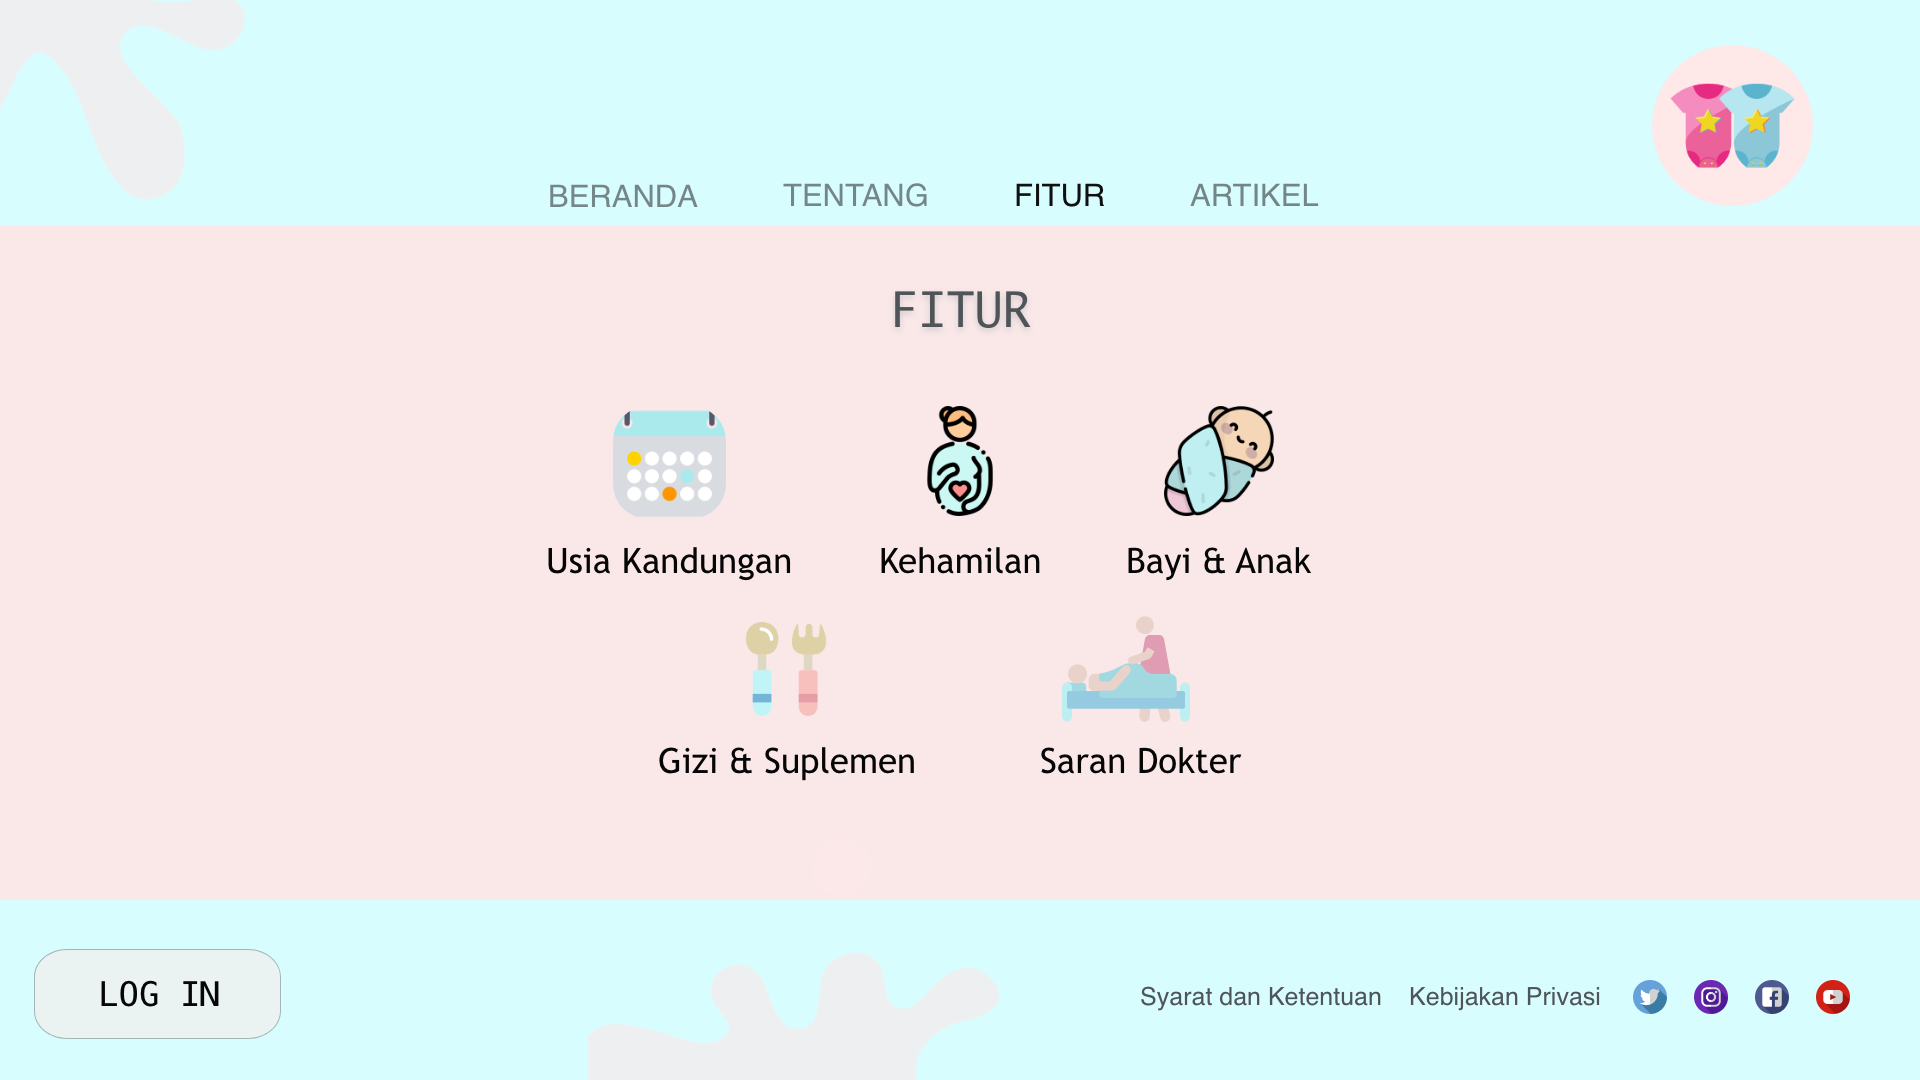 BERANDA TENTANG FITUR ARTIKEL
FITUR
Usia Kandungan Kehamilan Bayi & Anak
Gizi & Suplemen Saran Dokter
LOG IN
Syarat dan Ketentuan Kebijakan Privasi